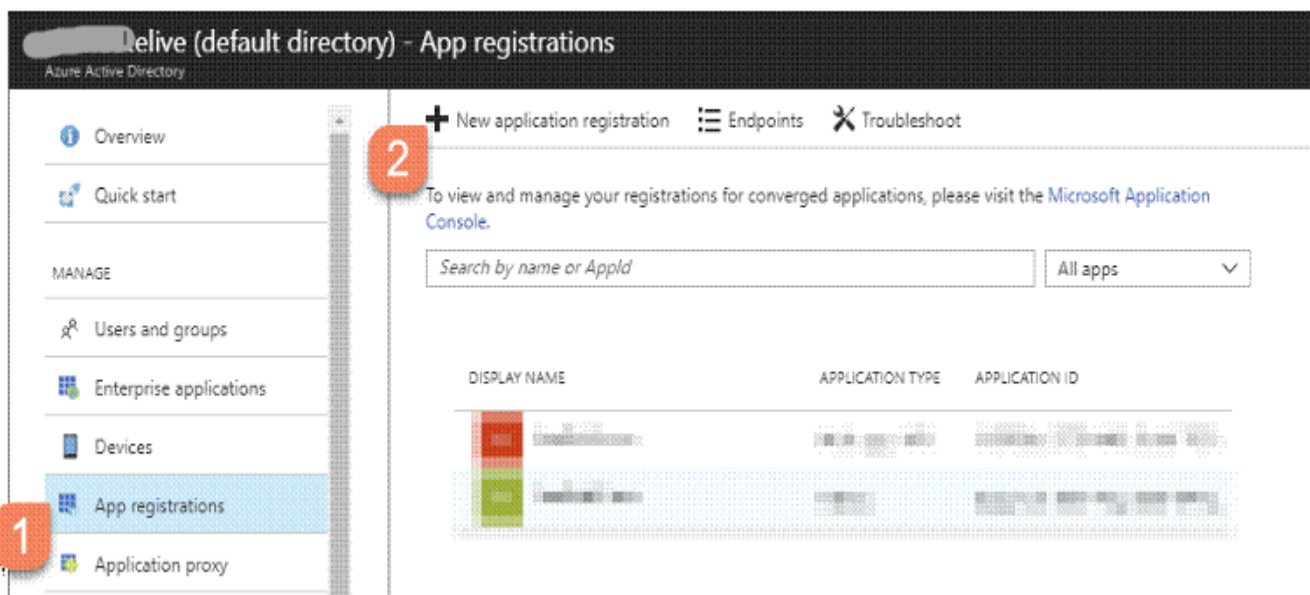 elive (default directory) - App registrations
Azure Active Directory
Overview
Quick start
MANAGE
Users and groups
Enterprise applications
Devices
App registrations
Application proxy
1
2
New application registration Endpoints Troubleshoot
To view and manage your registrations for converged applications, please visit the Microsoft Application
Console.
Search by name or AppId All apps
DISPLAY NAME APPLICATION TYPE APPLICATION ID